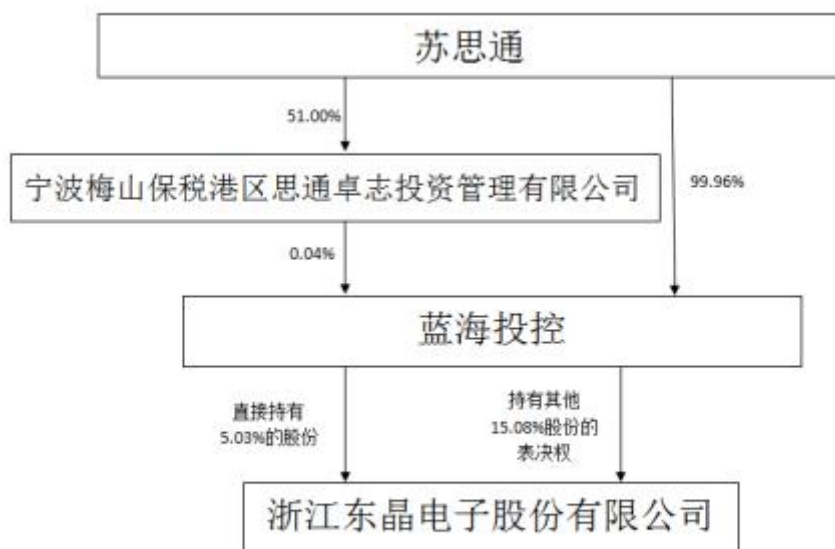 苏思通
51.00%
宁波梅山保税港区思通卓志投资管理有限公司
99.96%
0.04%
蓝海投控
直接持有
5.03%的股份
持有其他
15.08%股份的
表决权
浙江东晶电子股份有限公司